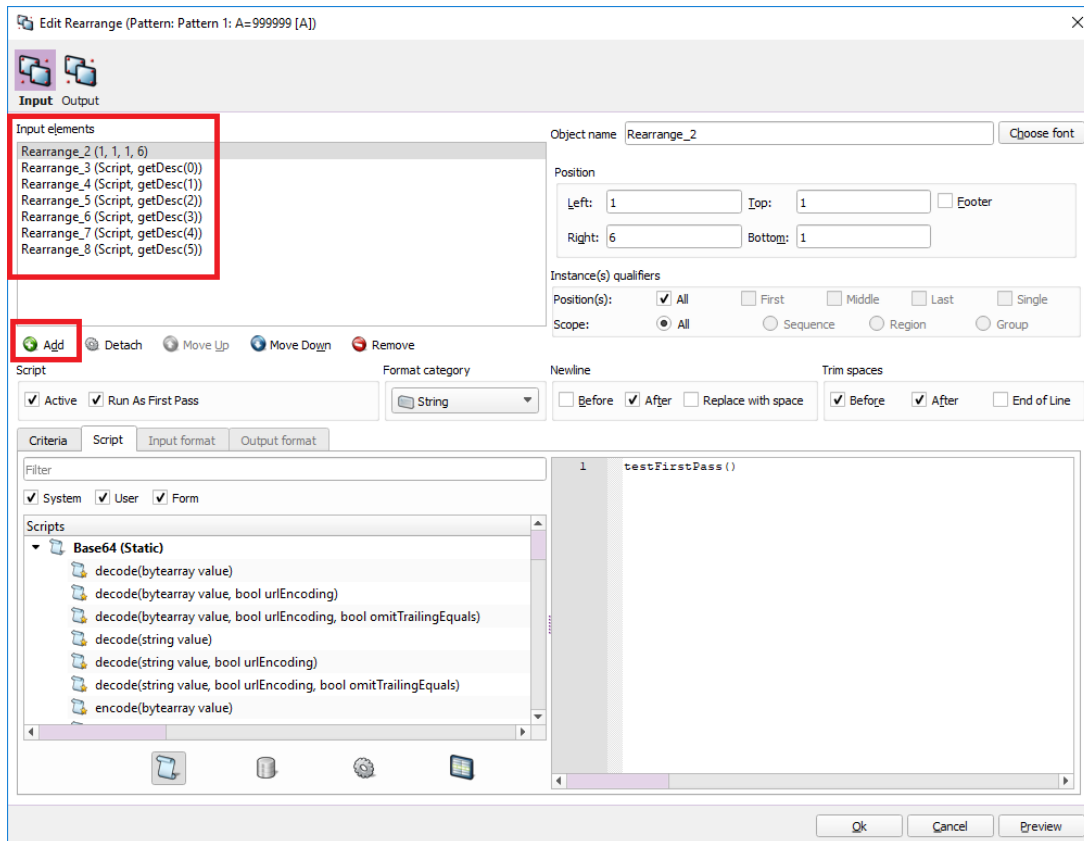 Edit Rearrange (Pattern: Pattern 1: A=999999 [A])
Input Output
Input elements
Rearrange_2 (1, 1, 1, 6)
Rearrange_3 (Script, getDesc(0))
Rearrange_4 (Script, getDesc(1))
Rearrange_5 (Script, getDesc(2))
Rearrange_6 (Script, getDesc(3))
Rearrange_7 (Script, getDesc(4))
Rearrange_8 (Script, getDesc(5))
Add Detach Move Up Move Down Remove
Object name Rearrange_2 Choose font
Position
Left: 1 Top: 1 Footer
Right: 6 Bottom: 1
Instance(s) qualifiers
Position(s): All First Middle Last Single
Scope: All Sequence Region Group
Script Format category Newline Trim spaces
Active Run As First Pass String Before After Replace with space Before After End of Line
Criteria Script Input format Output format
Filter
System User Form
Scripts
Base64 (Static)
decode(bytearray value)
decode(bytearray value, bool urlEncoding)
decode(bytearray value, bool urlEncoding, bool omitTrailingEquals)
decode(string value)
decode(string value, bool urlEncoding)
decode(string value, bool urlEncoding, bool omitTrailingEquals)
encode(bytearray value)
1 testFirstPass()
Ok Cancel Preview